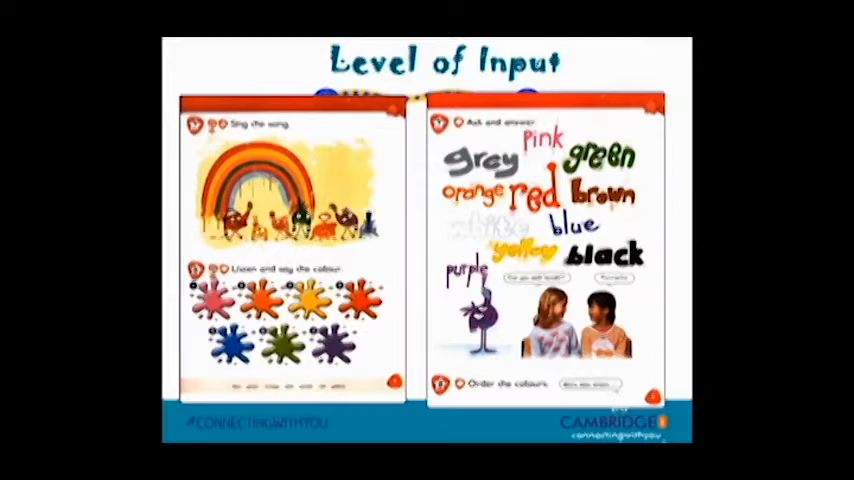 Level of Input
Sing the song.
Listen and say the colour.
Ask and answer.
pink
grey
green
orange
red
brown
white
blue
yellow
black
purple
Order the colours.
#CONNECTINGWITHYOU
CAMBRIDGE
connectingwithyou